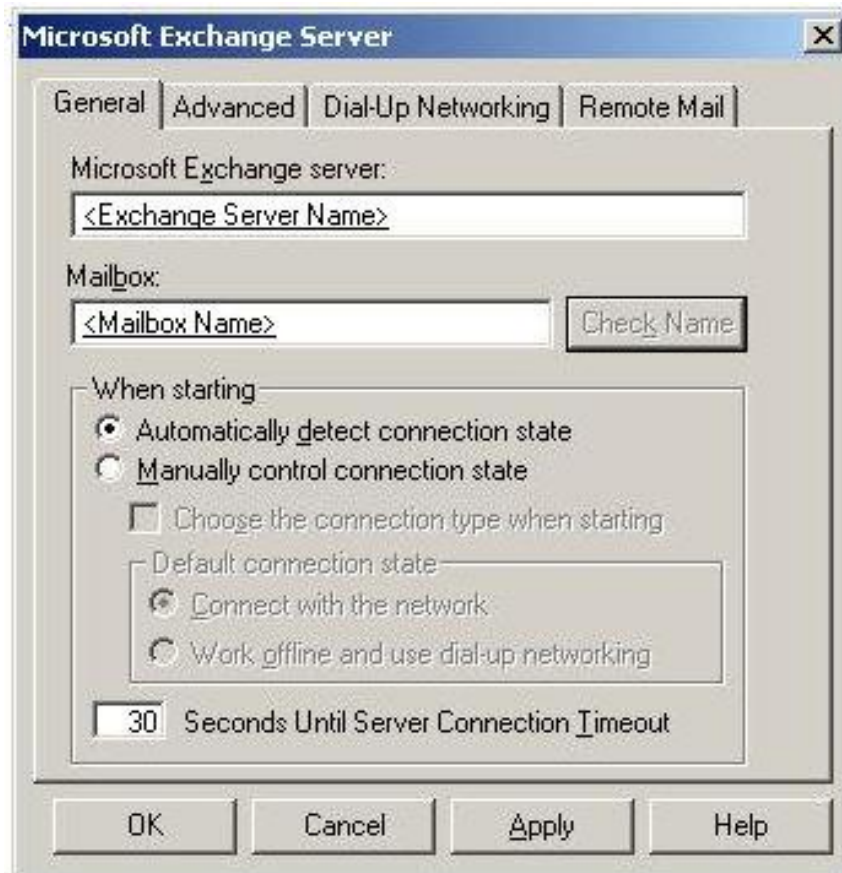 Microsoft Exchange Server
General Advanced Dial-Up Networking Remote Mail
Microsoft Exchange server:
<Exchange Server Name>
Mailbox:
<Mailbox Name> Check Name
When starting
Automatically detect connection state
Manually control connection state
Choose the connection type when starting
Default connection state
Connect with the network
Work offline and use dial-up networking
30 Seconds Until Server Connection Timeout
OK Cancel Apply Help